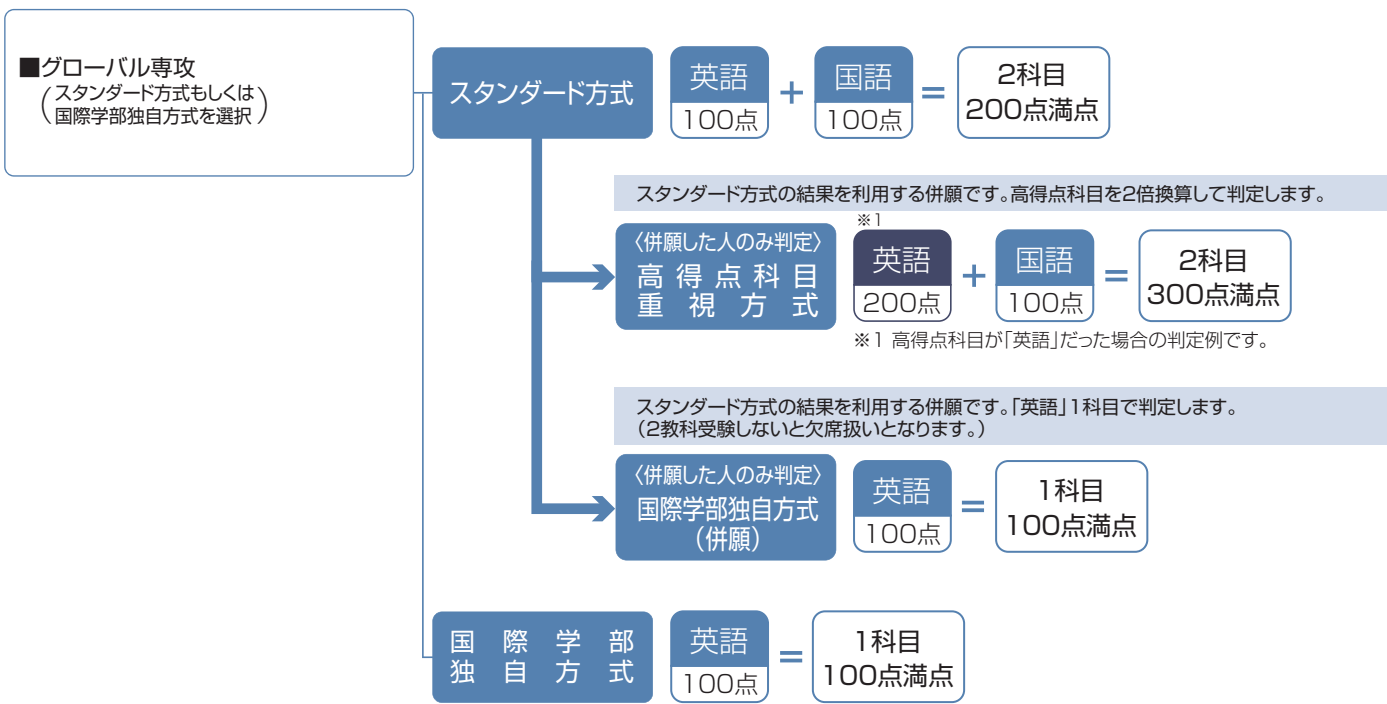 ■グローバル専攻
（スタンダード方式もしくは
国際学部独自方式を選択）
スタンダード方式
英語
100点
+
国語
100点
=
2科目
200点満点
スタンダード方式の結果を利用する併願です。高得点科目を2倍換算して判定します。
〈併願した人のみ判定〉
高得点科目
重視方式
※1
英語
200点
+
国語
100点
=
2科目
300点満点
※1 高得点科目が「英語」だった場合の判定例です。
スタンダード方式の結果を利用する併願です。「英語」1科目で判定します。
（2教科受験しないと欠席扱いとなります。）
〈併願した人のみ判定〉
国際学部独自方式
（併願）
英語
100点
=
1科目
100点満点
国際学部
独自方式
英語
100点
=
1科目
100点満点